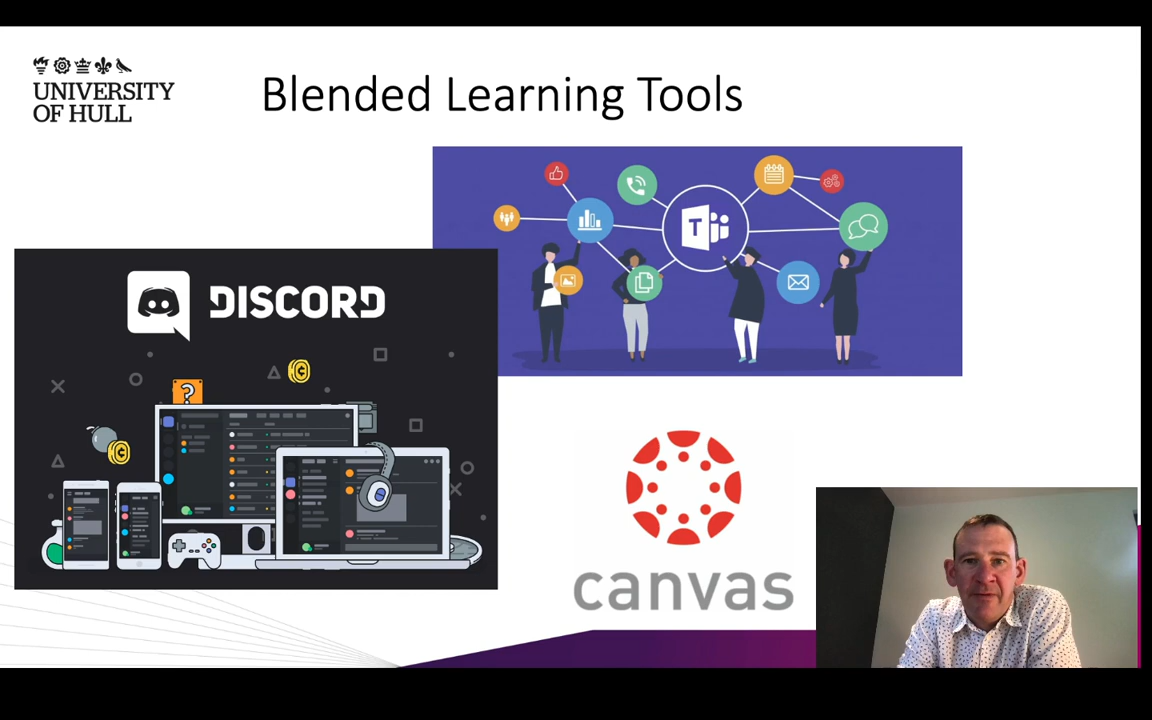 UNIVERSITY
OF HULL
Blended Learning Tools
T
DISCORD
?
canvas